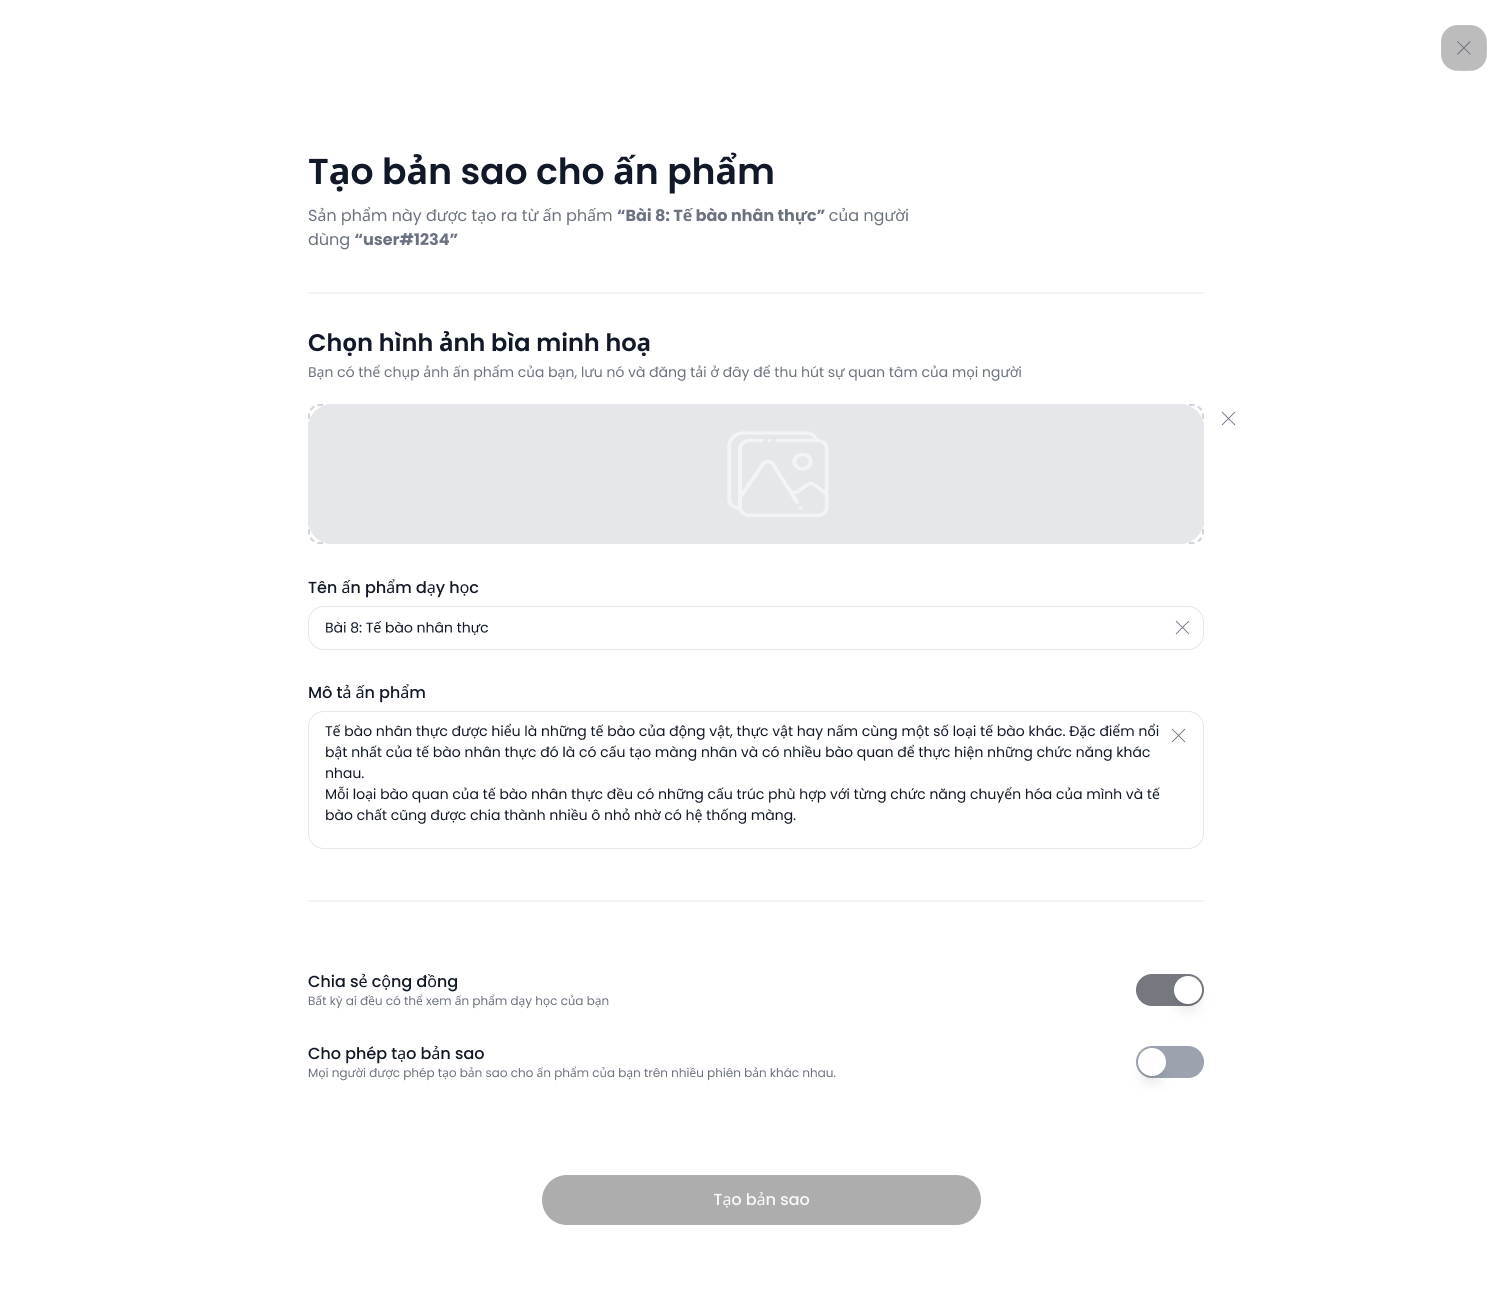 Tạo bản sao cho ấn phẩm
Sản phẩm này được tạo ra từ ấn phấm “Bài 8: Tế bào nhân thực” của người
dùng “user#1234”
Chọn hình ảnh bìa minh hoạ
Bạn có thể chụp ảnh ấn phẩm của bạn, lưu nó và đăng tải ở đây để thu hút sự quan tâm của mọi người
Tên ấn phẩm dạy học
Bài 8: Tế bào nhân thực
Mô tả ấn phẩm
Tế bào nhân thực được hiểu là những tế bào của động vật, thực vật hay nấm cùng một số loại tế bào khác. Đặc điểm nổi
bật nhất của tế bào nhân thực đó là có cấu tạo màng nhân và có nhiều bào quan để thực hiện những chức năng khác
nhau.
Mỗi loại bào quan của tế bào nhân thực đều có những cấu trúc phù hợp với từng chức năng chuyển hóa của mình và tế
bào chất cũng được chia thành nhiều ô nhỏ nhờ có hệ thống màng.
Chia sẻ cộng đồng
Bất kỳ ai đều có thể xem ấn phẩm dạy học của bạn
Cho phép tạo bản sao
Mọi người được phép tạo bản sao cho ấn phẩm của bạn trên nhiều phiên bản khác nhau.
Tạo bản sao